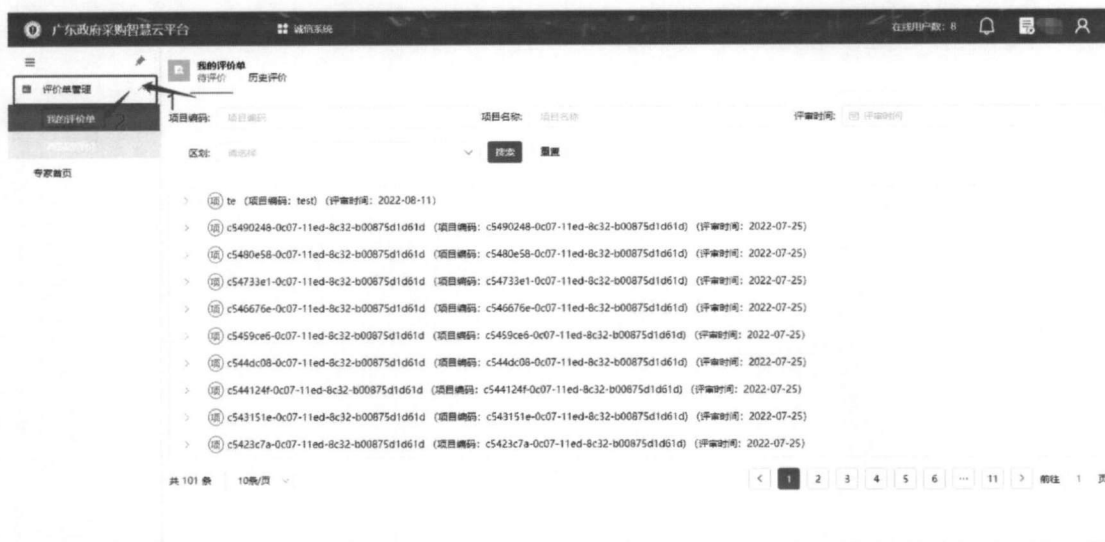 广东政府采购智慧云平台
诚信系统
在线用户数：8
评价单管理
我的评价单
专家首页
我的评价单
待评价 历史评价
项目编码： 项目编码 项目名称： 项目名称 评审时间： 评审时间
区划： 请选择 搜索 重置
项 te （项目编码：test）（评审时间：2022-08-11）
项 c5490248-0c07-11ed-8c32-b00875d1d61d （项目编码：c5490248-0c07-11ed-8c32-b00875d1d61d）（评审时间：2022-07-25）
项 c5480e58-0c07-11ed-8c32-b00875d1d61d （项目编码：c5480e58-0c07-11ed-8c32-b00875d1d61d）（评审时间：2022-07-25）
项 c54733e1-0c07-11ed-8c32-b00875d1d61d （项目编码：c54733e1-0c07-11ed-8c32-b00875d1d61d）（评审时间：2022-07-25）
项 c546676e-0c07-11ed-8c32-b00875d1d61d （项目编码：c546676e-0c07-11ed-8c32-b00875d1d61d）（评审时间：2022-07-25）
项 c5459ce6-0c07-11ed-8c32-b00875d1d61d （项目编码：c5459ce6-0c07-11ed-8c32-b00875d1d61d）（评审时间：2022-07-25）
项 c544dc08-0c07-11ed-8c32-b00875d1d61d （项目编码：c544dc08-0c07-11ed-8c32-b00875d1d61d）（评审时间：2022-07-25）
项 c544124f-0c07-11ed-8c32-b00875d1d61d （项目编码：c544124f-0c07-11ed-8c32-b00875d1d61d）（评审时间：2022-07-25）
项 c543151e-0c07-11ed-8c32-b00875d1d61d （项目编码：c543151e-0c07-11ed-8c32-b00875d1d61d）（评审时间：2022-07-25）
项 c5423c7a-0c07-11ed-8c32-b00875d1d61d （项目编码：c5423c7a-0c07-11ed-8c32-b00875d1d61d）（评审时间：2022-07-25）
共 101 条 10条/页 < 1 2 3 4 5 6 ··· 11 > 前往 1 页